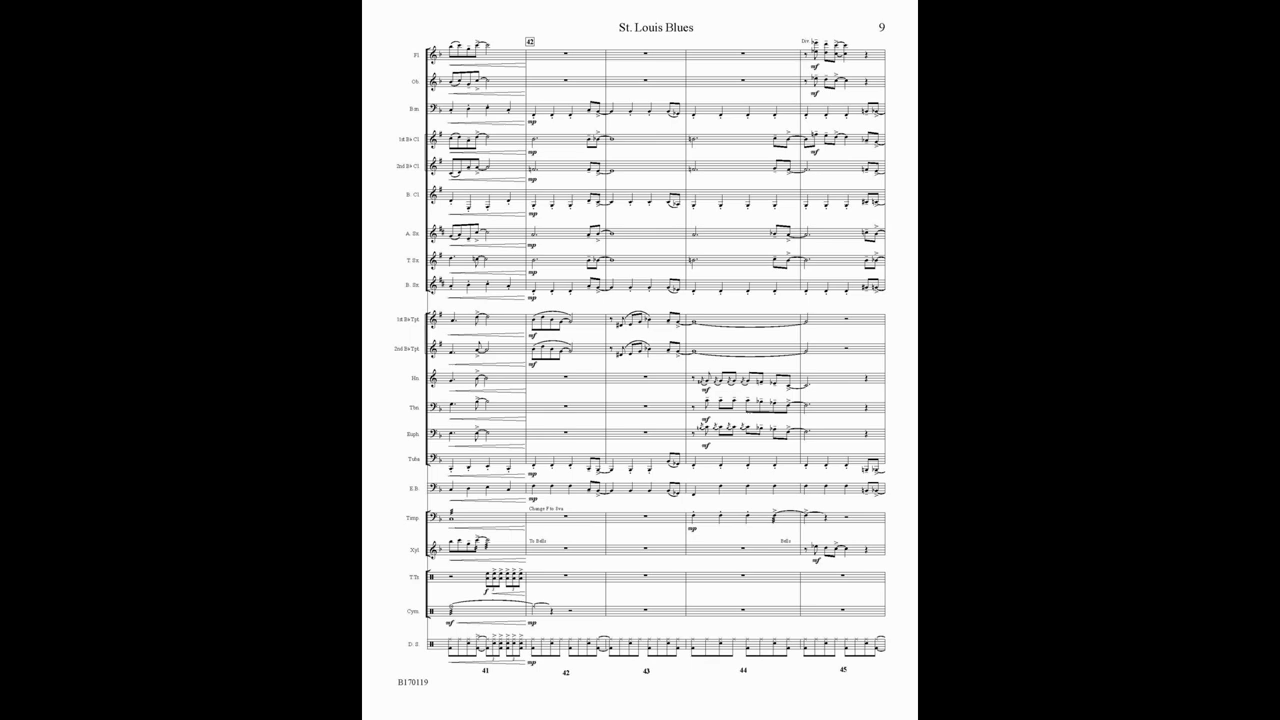 St. Louis Blues
9
42
Fl
Ob
Bsn
1st B♭ Cl
2nd B♭ Cl
B. Cl
A. Sx
T. Sx
B. Sx
1st B♭ Tpt
2nd B♭ Tpt
Hn
Tbn
Euph
Tuba
E.B.
Timp
Change F to
Xyl
To Bells
Bells
T.Tb
Cym
D. S
mp
mf
f
41
42
43
44
45
B170119